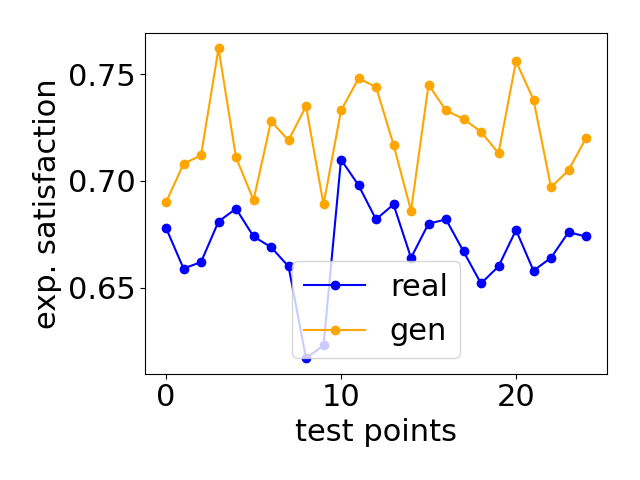 exp. satisfaction
0.75
0.70
0.65
real
gen
0 10 20
test points